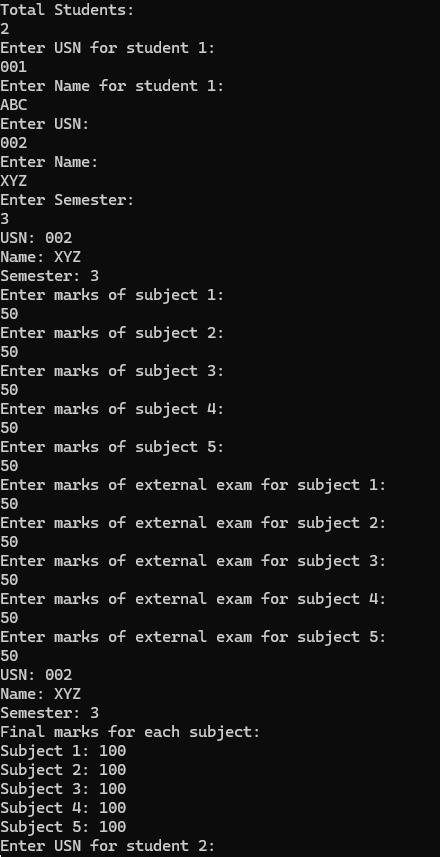 Total Students:
2
Enter USN for student 1:
001
Enter Name for student 1:
ABC
Enter USN:
002
Enter Name:
XYZ
Enter Semester:
3
USN: 002
Name: XYZ
Semester: 3
Enter marks of subject 1:
50
Enter marks of subject 2:
50
Enter marks of subject 3:
50
Enter marks of subject 4:
50
Enter marks of subject 5:
50
Enter marks of external exam for subject 1:
50
Enter marks of external exam for subject 2:
50
Enter marks of external exam for subject 3:
50
Enter marks of external exam for subject 4:
50
Enter marks of external exam for subject 5:
50
USN: 002
Name: XYZ
Semester: 3
Final marks for each subject:
Subject 1: 100
Subject 2: 100
Subject 3: 100
Subject 4: 100
Subject 5: 100
Enter USN for student 2: